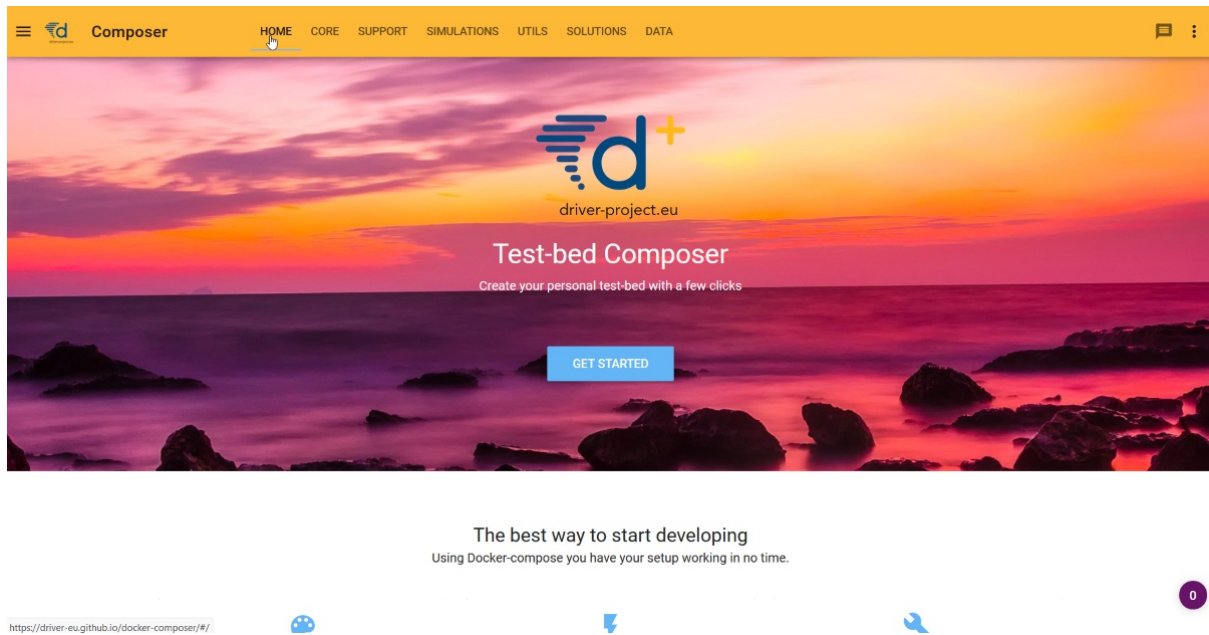 Composer
HOME CORE SUPPORT SIMULATIONS UTILS SOLUTIONS DATA
d+
driver-project.eu
Test-bed Composer
Create your personal test-bed with a few clicks
GET STARTED
The best way to start developing
Using Docker-compose you have your setup working in no time.
0
https://driver-eu.github.io/docker-composer/#/